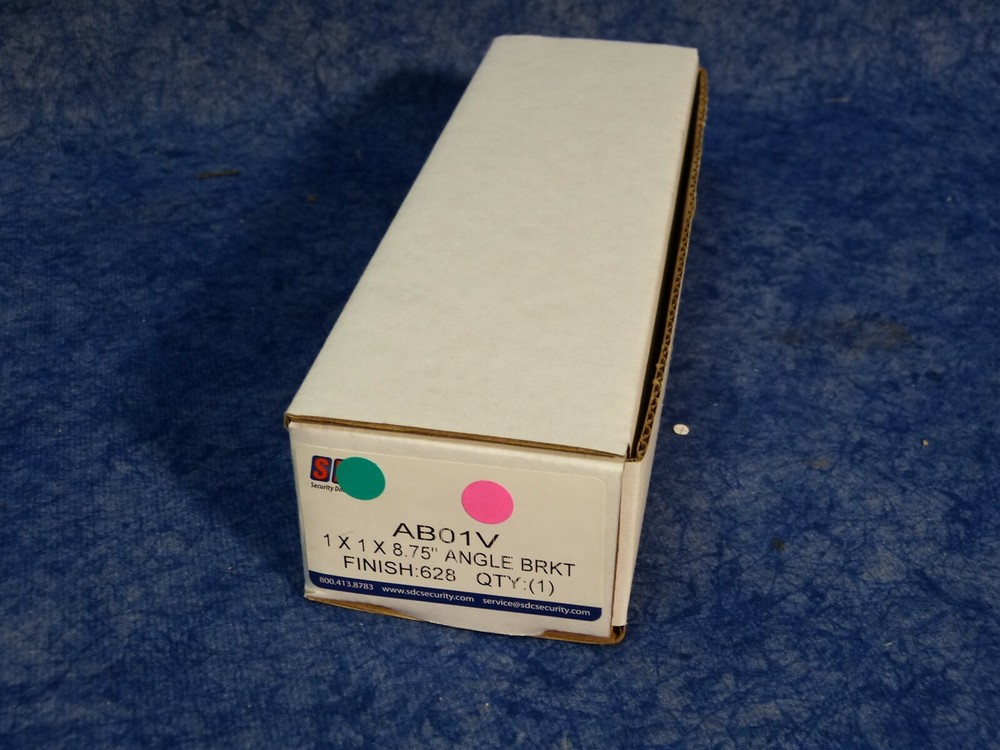 S
Security
AB01V
1 X 1 X 8.75" ANGLE BRKT
FINISH:628 QTY:(1)
800.413.8783 www.sdcsecurity.com service@sdcsecurity.com